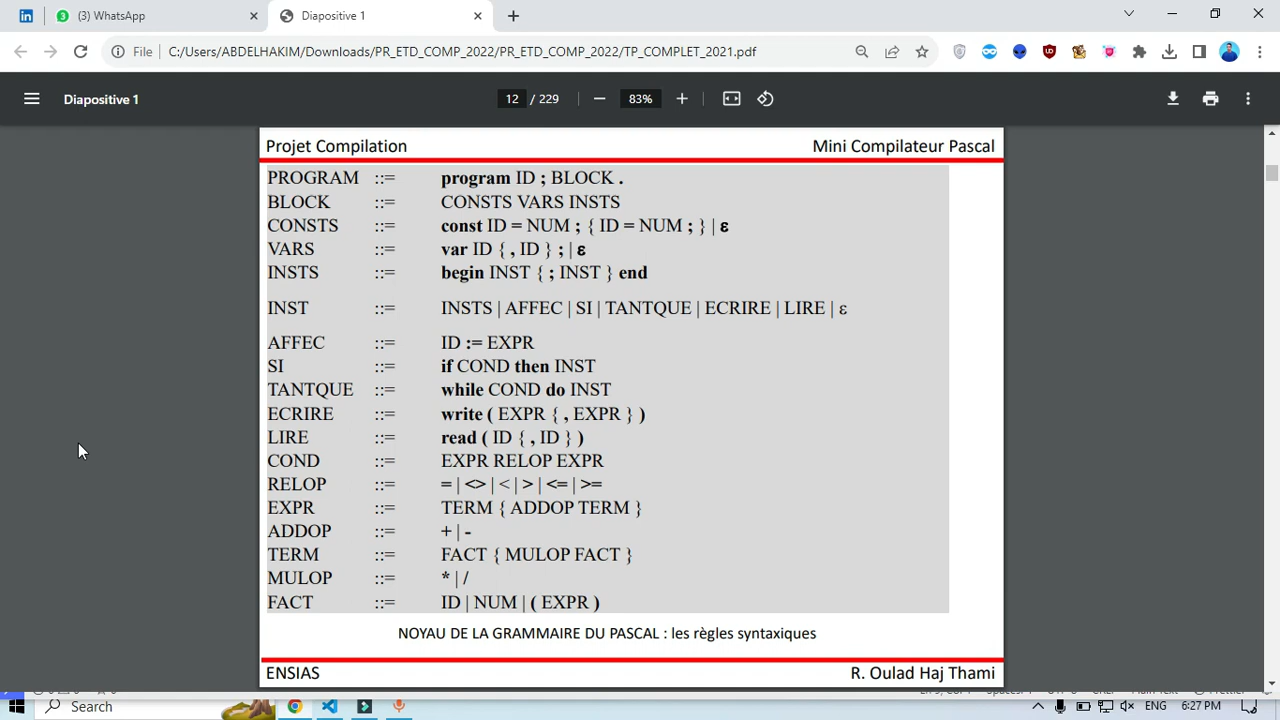 (3) WhatsApp
Diapositive 1
File C:/Users/ABDELHAKIM/Downloads/PR_ETD_COMP_2022/PR_ETD_COMP_2022/TP_COMPLET_2021.pdf
Diapositive 1
12 / 229
83%
Projet Compilation Mini Compilateur Pascal
PROGRAM ::= program ID ; BLOCK .
BLOCK ::= CONSTS VARS INSTS
CONSTS ::= const ID = NUM ; { ID = NUM ; } | ε
VARS ::= var ID { , ID } ; | ε
INSTS ::= begin INST { ; INST } end
INST ::= INSTS | AFFEC | SI | TANTQUE | ECRIRE | LIRE | ε
AFFEC ::= ID := EXPR
SI ::= if COND then INST
TANTQUE ::= while COND do INST
ECRIRE ::= write ( EXPR { , EXPR } )
LIRE ::= read ( ID { , ID } )
COND ::= EXPR RELOP EXPR
RELOP ::= = | <> | < | > | <= | >=
EXPR ::= TERM { ADDOP TERM }
ADDOP ::= + | -
TERM ::= FACT { MULOP FACT }
MULOP ::= * | /
FACT ::= ID | NUM | ( EXPR )
NOYAU DE LA GRAMMAIRE DU PASCAL : les règles syntaxiques
ENSIAS R. Oulad Haj Thami
Search
ENG 6:27 PM